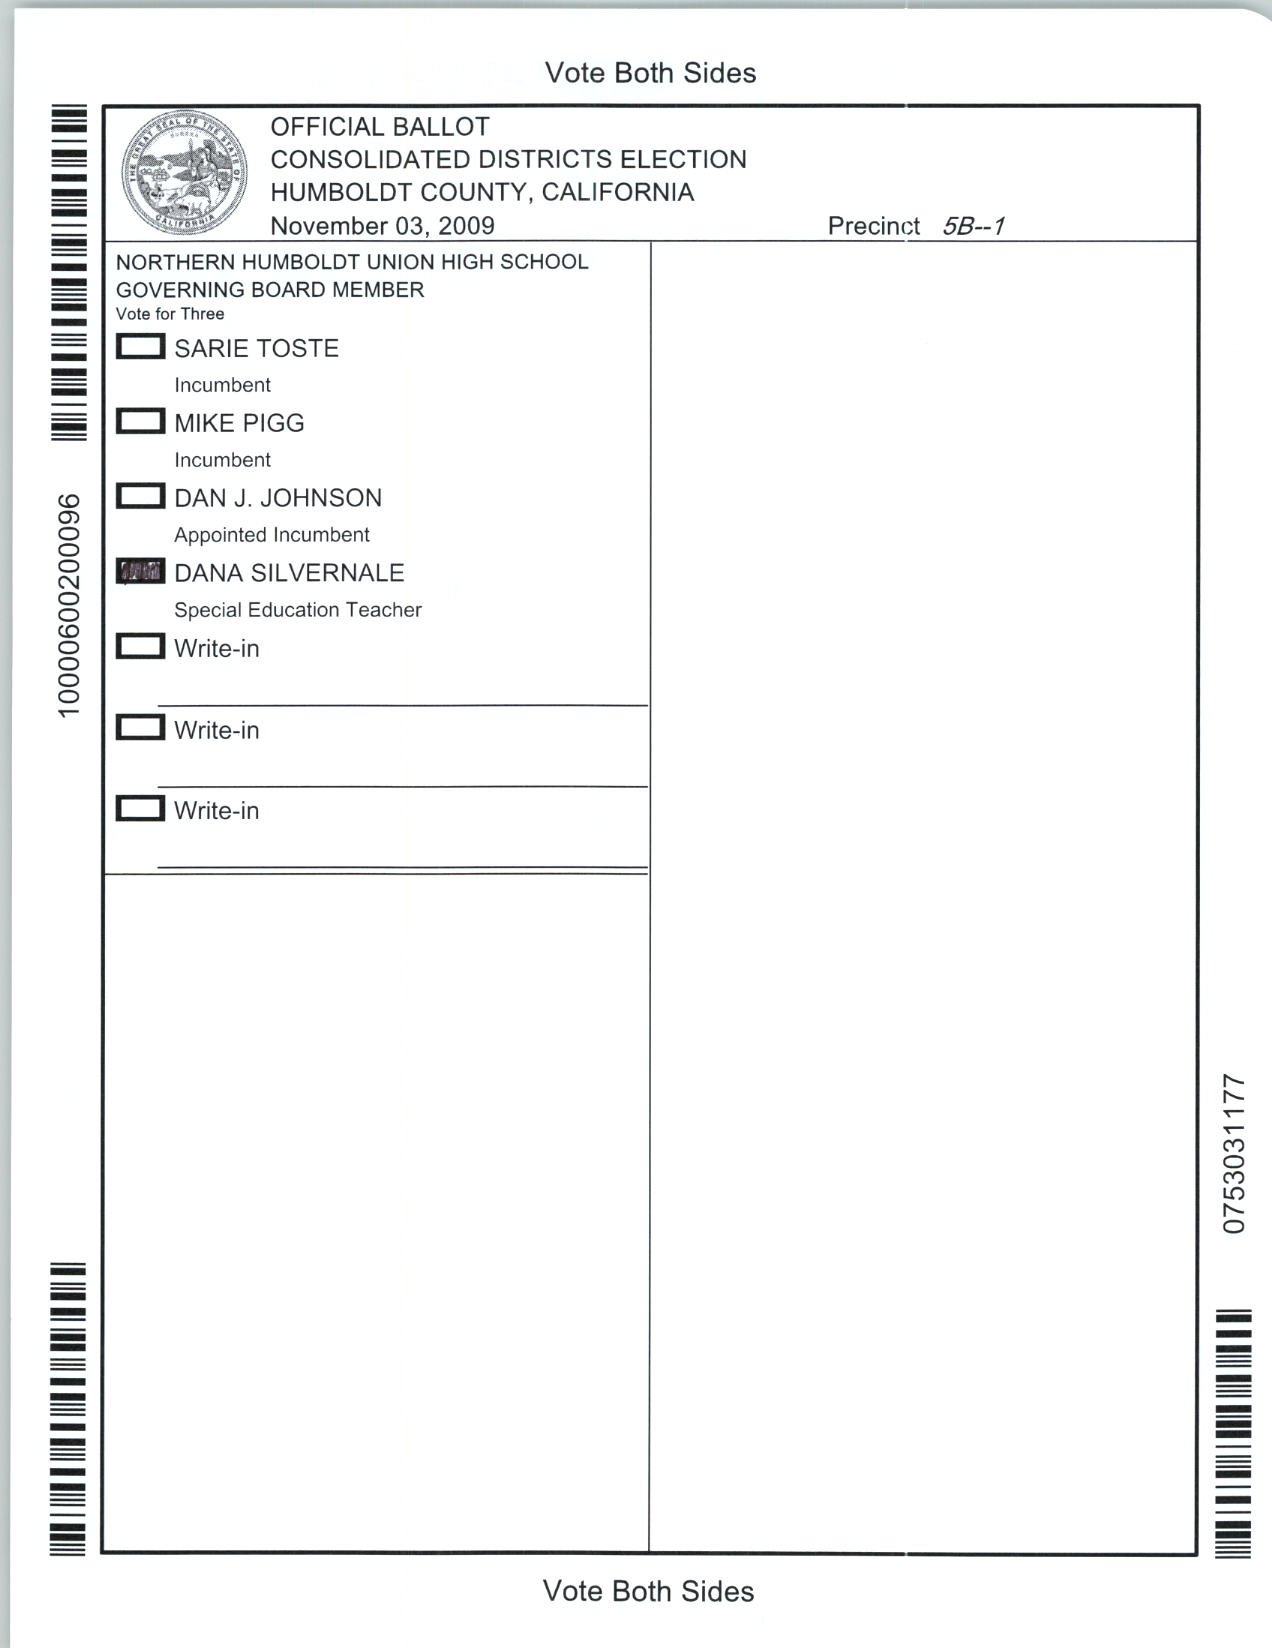 Vote Both Sides
OFFICIAL BALLOT
CONSOLIDATED DISTRICTS ELECTION
HUMBOLDT COUNTY, CALIFORNIA
November 03, 2009 Precinct 5B--1
THE GREAT SEAL OF THE STATE OF CALIFORNIA
EUREKA
NORTHERN HUMBOLDT UNION HIGH SCHOOL
GOVERNING BOARD MEMBER
Vote for Three
SARIE TOSTE
Incumbent
MIKE PIGG
Incumbent
DAN J. JOHNSON
Appointed Incumbent
DANA SILVERNALE
Special Education Teacher
Write-in
Write-in
Write-in
10000600200096
0753031177
Vote Both Sides